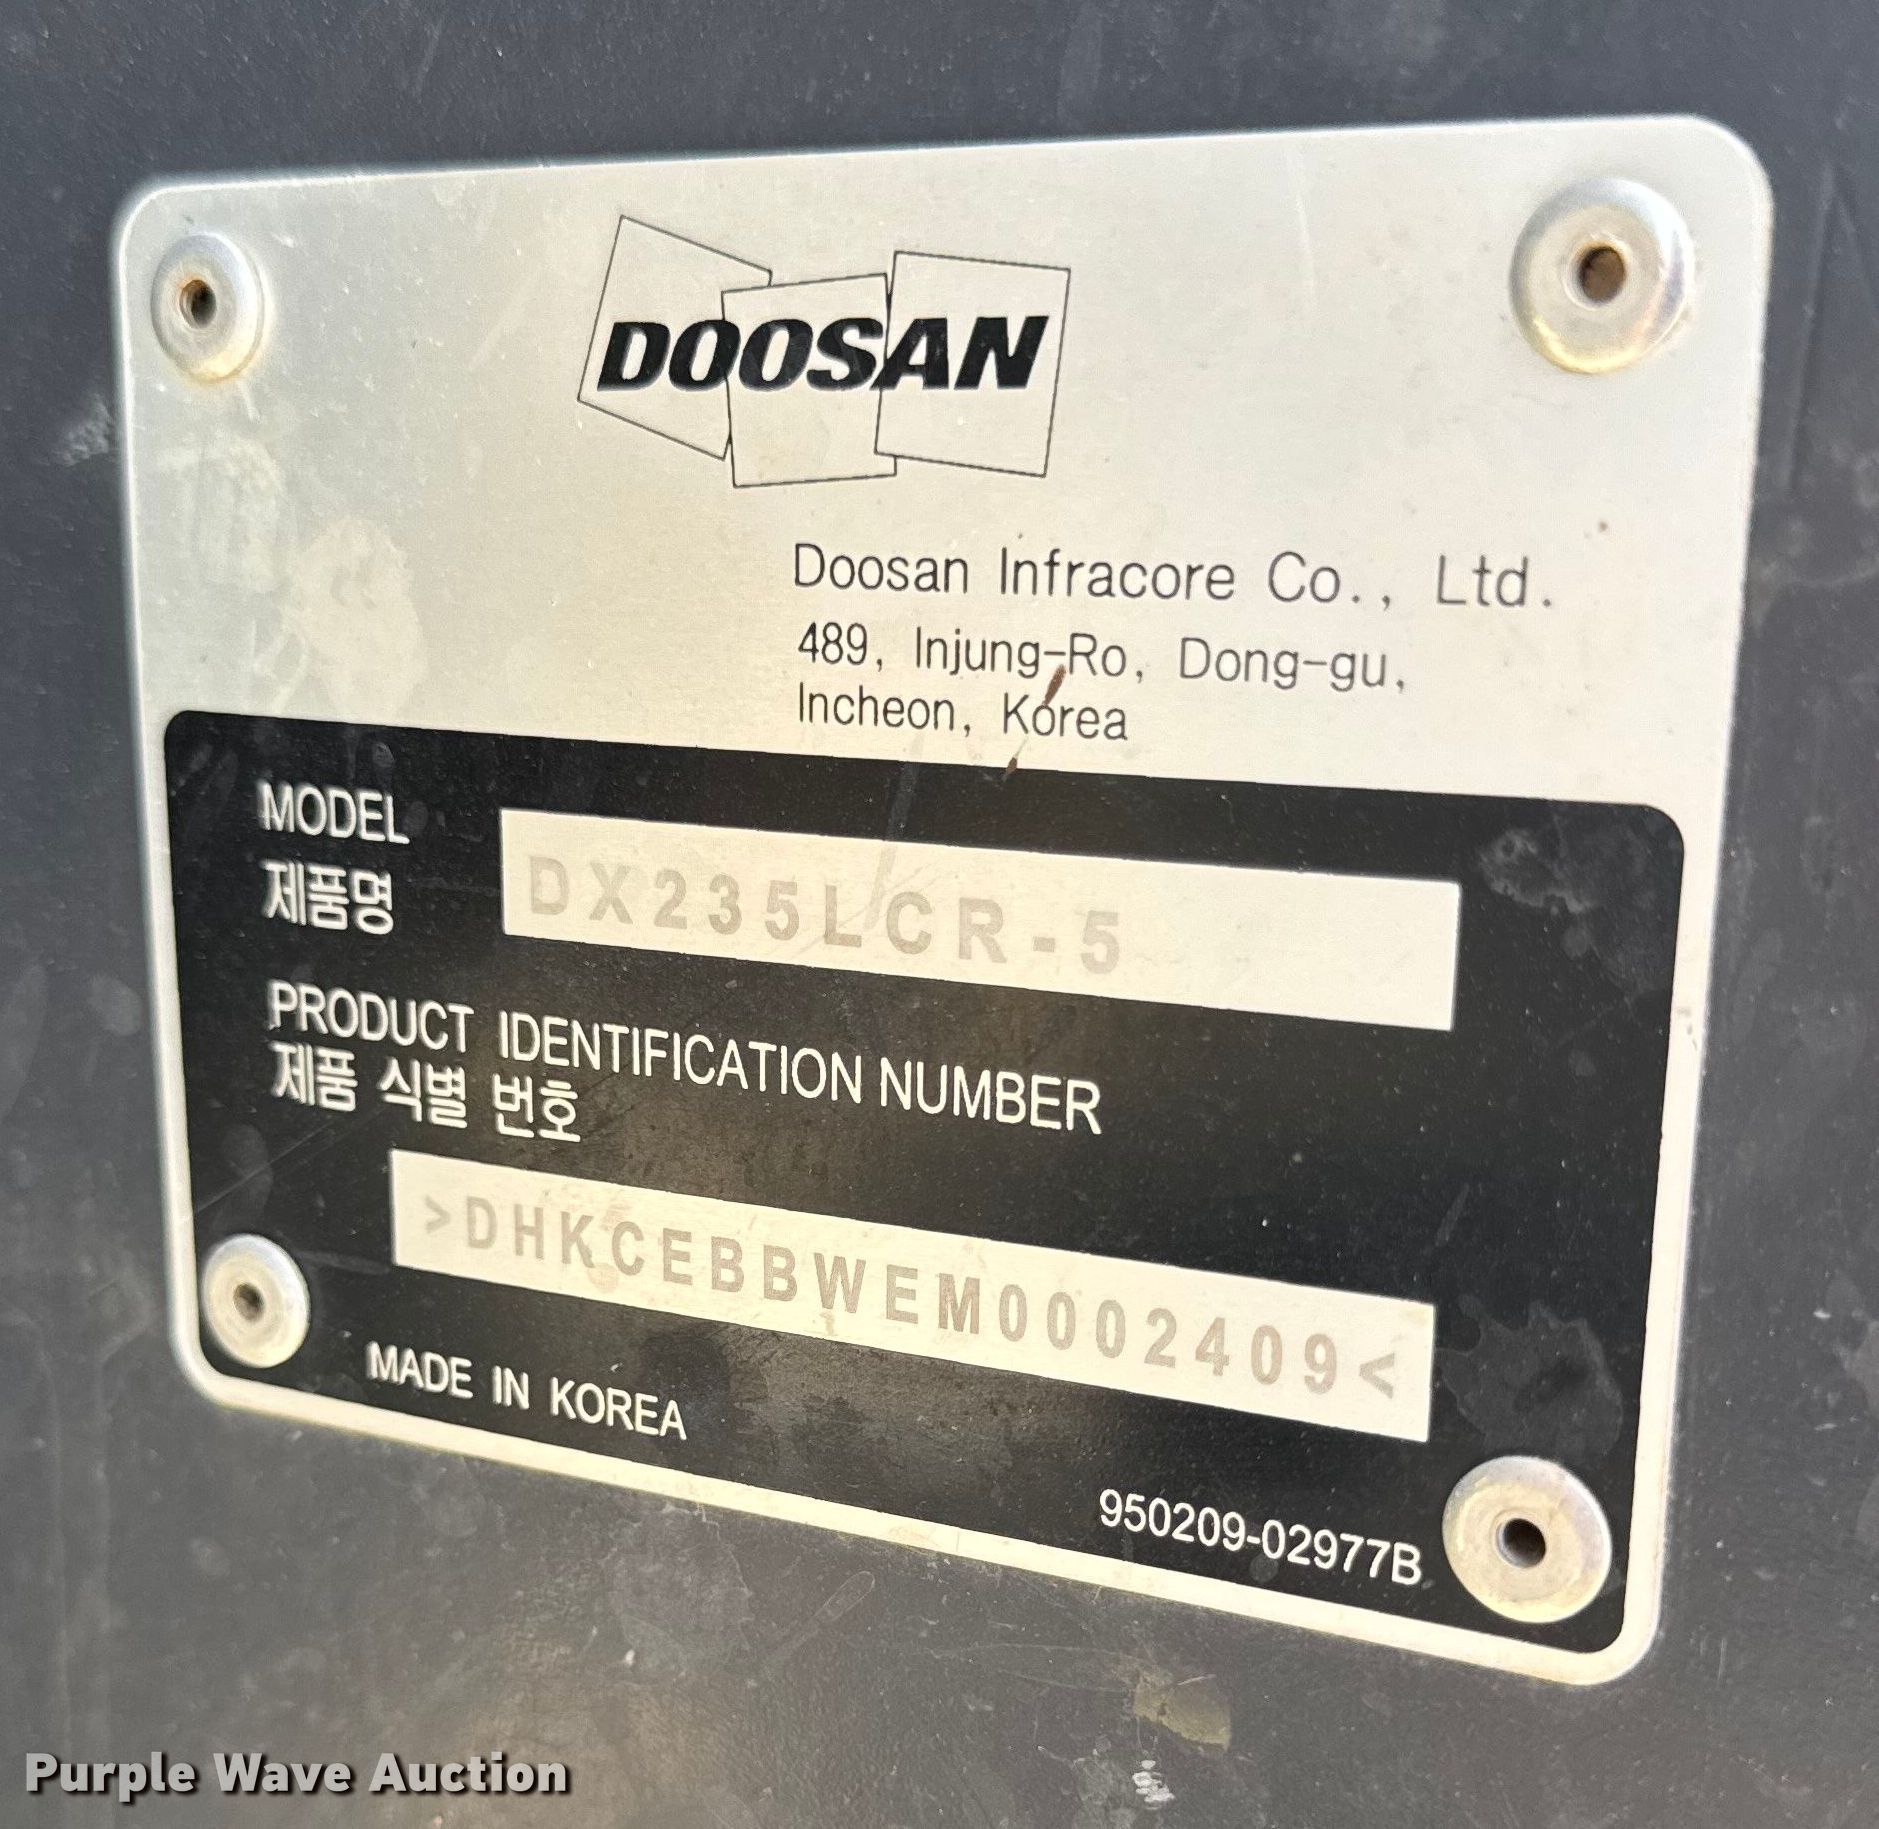 DOOSAN
Doosan Infracore Co., Ltd.
489, Injung-Ro, Dong-gu,
Incheon, Korea
MODEL
제품명
DX235LCR-5
PRODUCT IDENTIFICATION NUMBER
제품 식별 번호
>DHKCEBBWEM0002409<
MADE IN KOREA
950209-02977B
Purple Wave Auction